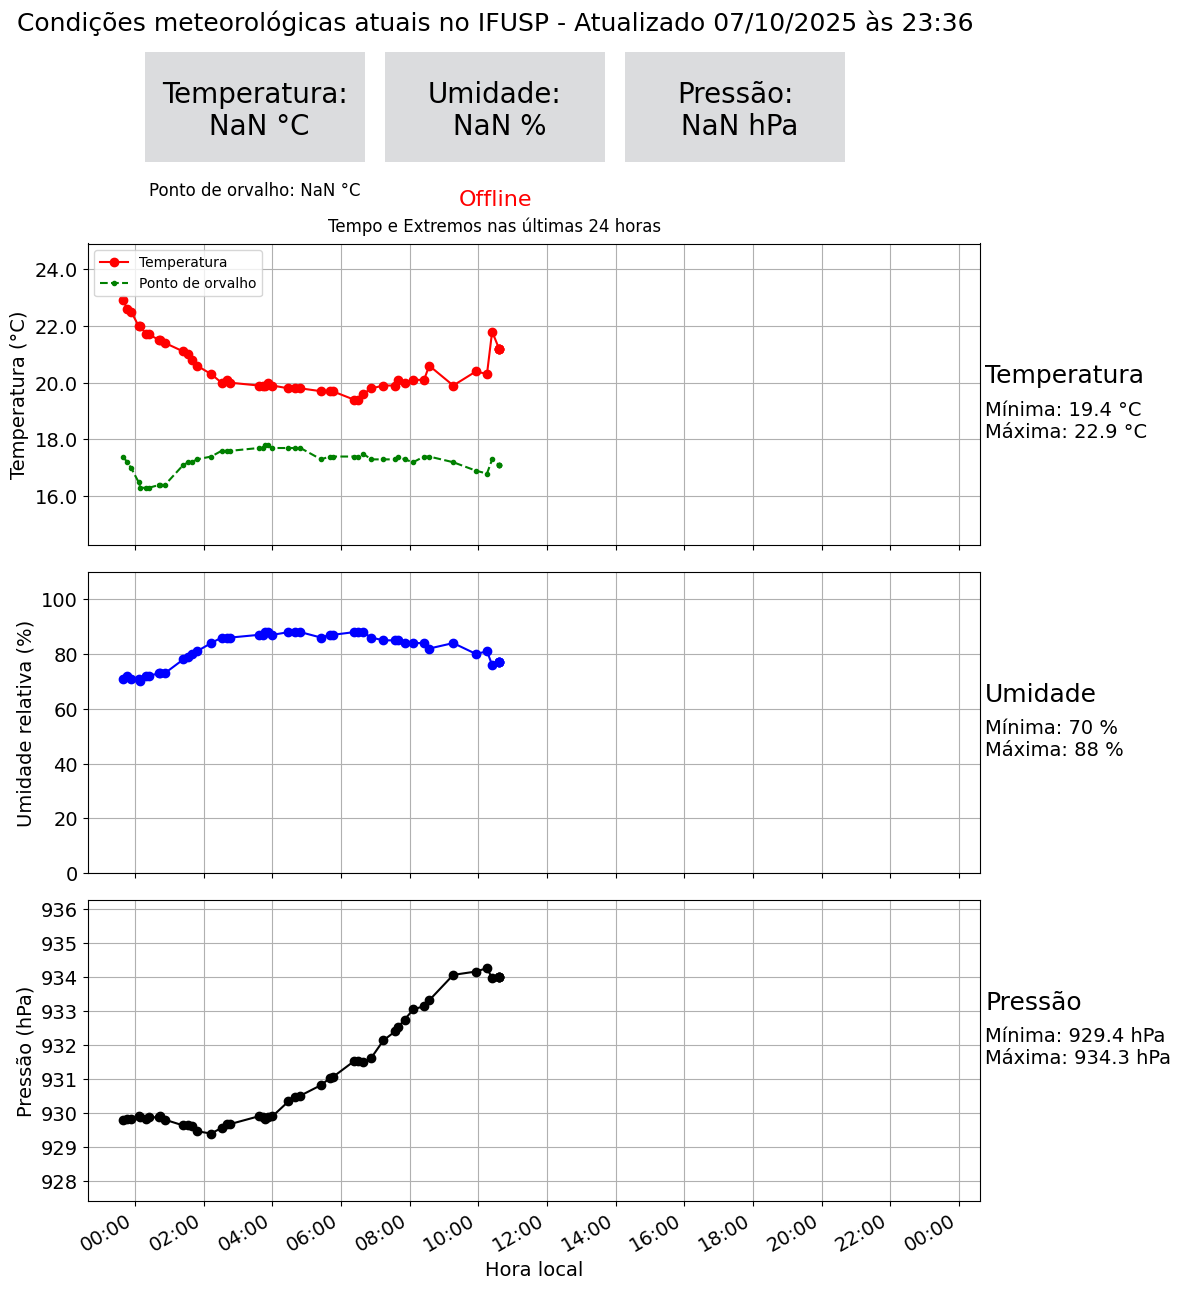 Condições meteorológicas atuais no IFUSP - Atualizado 07/10/2025 às 23:36
Temperatura:
NaN °C
Umidade:
NaN %
Pressão:
NaN hPa
Ponto de orvalho: NaN °C
Offline
Tempo e Extremos nas últimas 24 horas
Temperatura
Ponto de orvalho
24.0
22.0
20.0
18.0
16.0
Temperatura (°C)
Temperatura
Mínima: 19.4 °C
Máxima: 22.9 °C
100
80
60
40
20
0
Umidade relativa (%)
Umidade
Mínima: 70 %
Máxima: 88 %
936
935
934
933
932
931
930
929
928
Pressão (hPa)
Pressão
Mínima: 929.4 hPa
Máxima: 934.3 hPa
00:00 02:00 04:00 06:00 08:00 10:00 12:00 14:00 16:00 18:00 20:00 22:00 00:00
Hora local